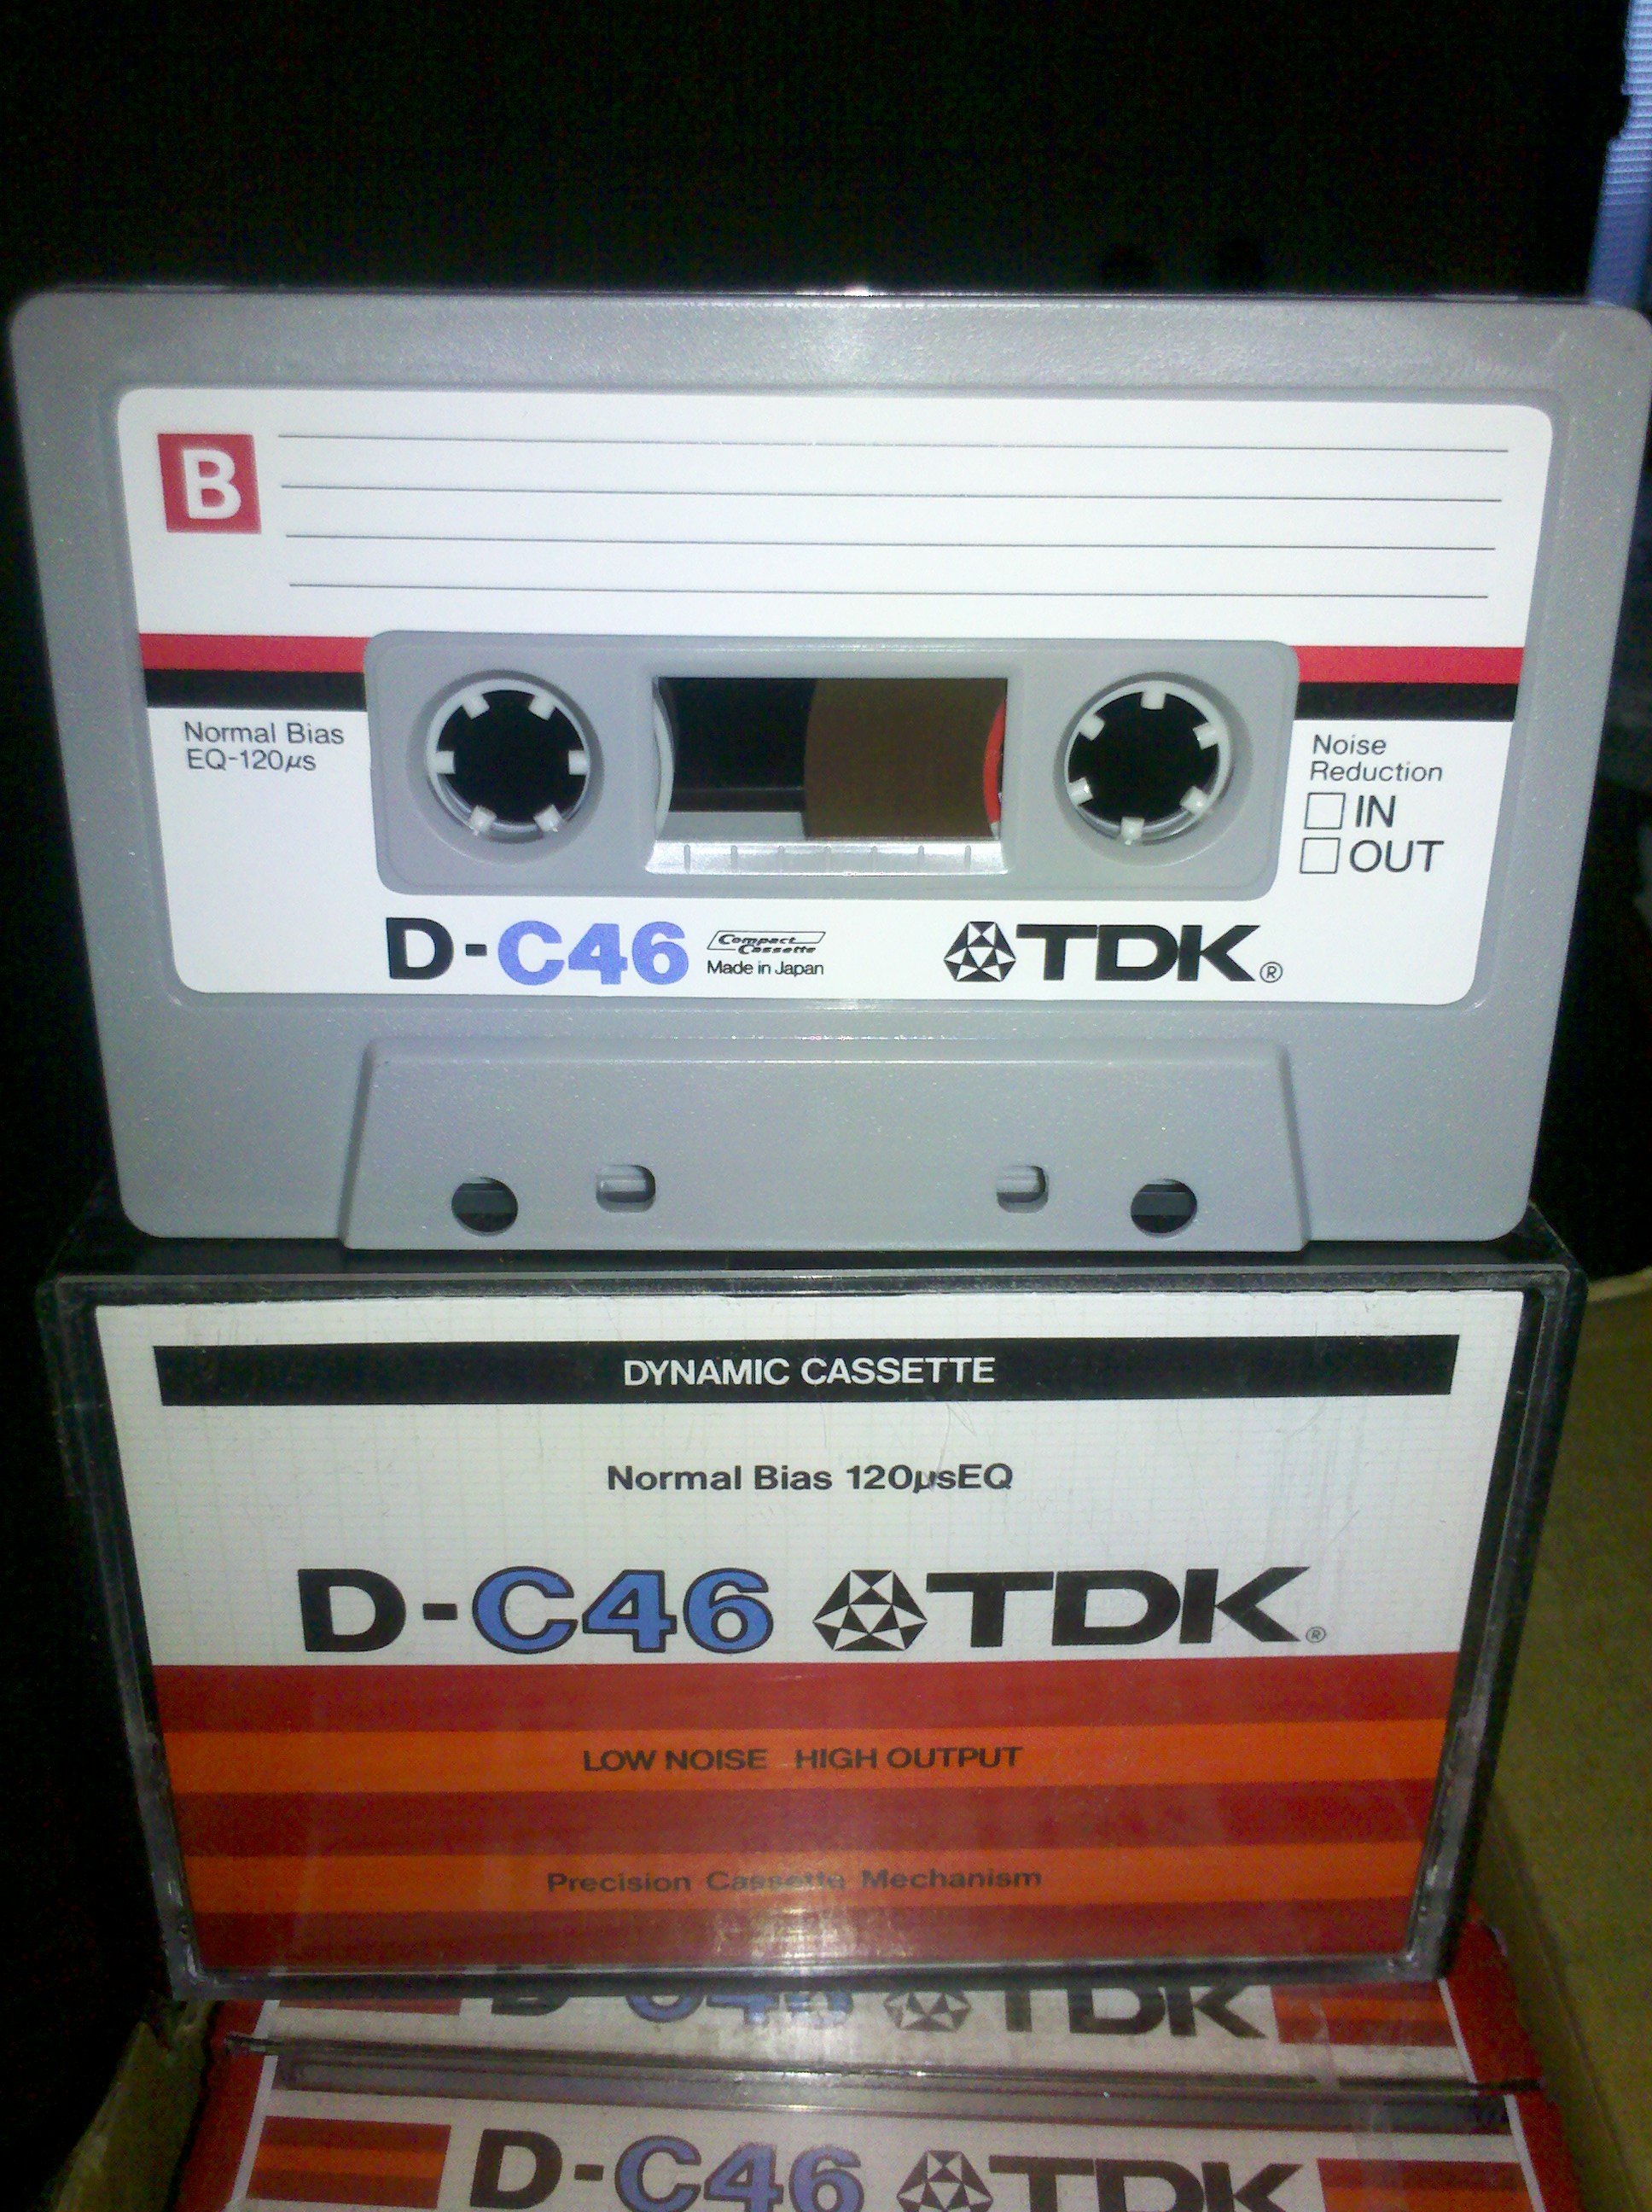 B
Normal Bias
EQ-120µs
Noise
Reduction
IN
OUT
D-C46 Compact Cassette Made in Japan TDK®
DYNAMIC CASSETTE
Normal Bias 120µsEQ
D-C46 TDK®
LOW NOISE HIGH OUTPUT
Precision Cassette Mechanism
D-C46 TDK
D-C46 TDK